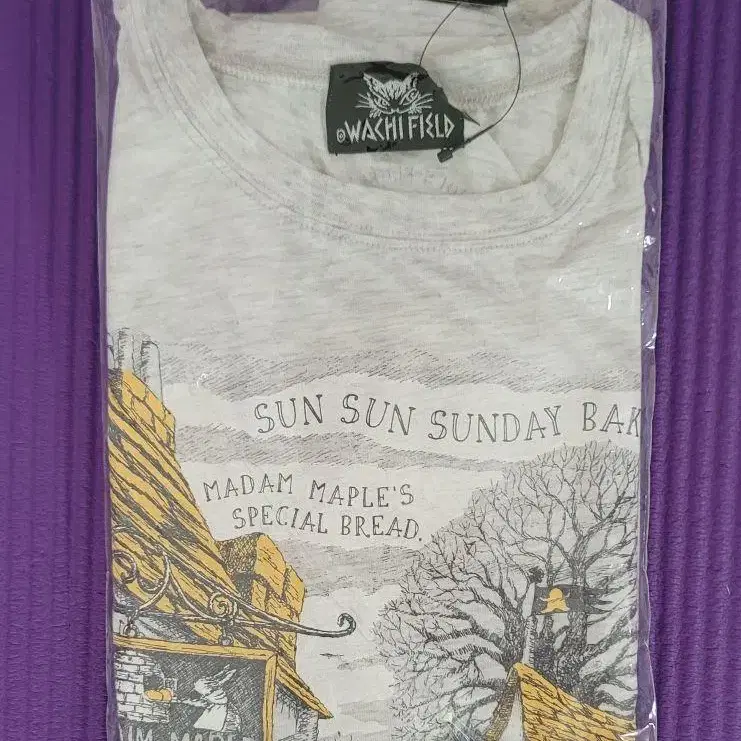 WACHIFIELD
SUN SUN SUNDAY BAK
MADAM MAPLE'S
SPECIAL BREAD.